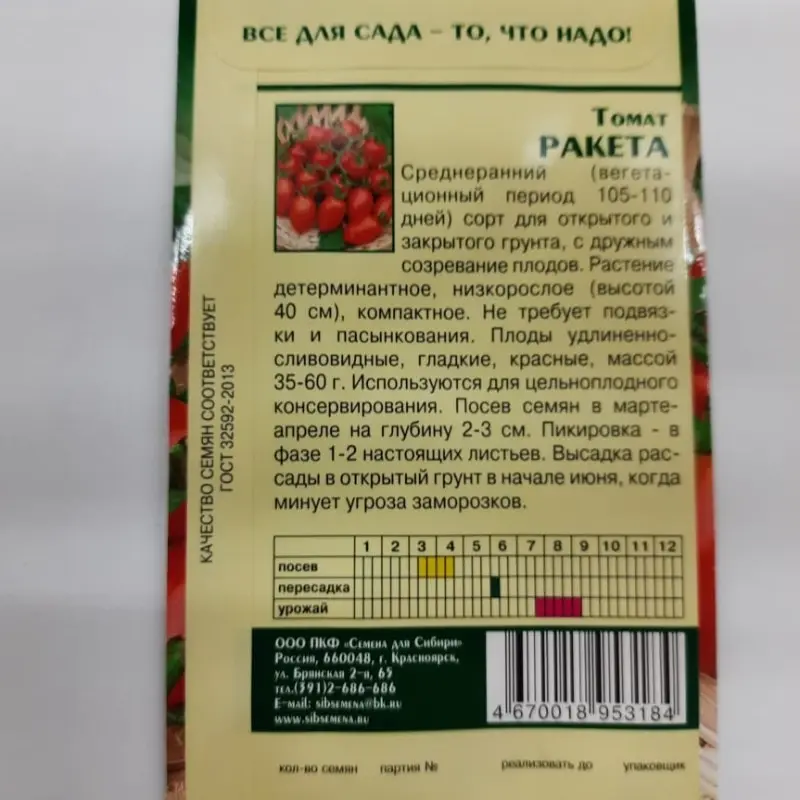 ВСЕ ДЛЯ САДА – ТО, ЧТО НАДО!
ТОМАТ
РАКЕТА
Среднеранний (вегета-
ционный период 105-110
дней) сорт для открытого и
закрытого грунта, с дружным
созревание плодов. Растение
детерминантное, низкорослое (высотой
40 см), компактное. Не требует подвяз-
ки и пасынкования. Плоды удлиненно-
сливовидные, гладкие, красные, массой
35-60 г. Используются для цельноплодного
консервирования. Посев семян в марте-
апреле на глубину 2-3 см. Пикировка - в
фазе 1-2 настоящих листьев. Высадка рас-
сады в открытый грунт в начале июня, когда
минует угроза заморозков.
КАЧЕСТВО СЕМЯН СООТВЕТСТВУЕТ
ГОСТ 32592-2013
1 2 3 4 5 6 7 8 9 10 11 12
посев
пересадка
урожай
ООО ПКФ «Семена для Сибири»
Россия, 660048, г. Красноярск,
ул. Брянская 2-я, 65
тел.(391)2-686-686
E-mail: sibsemena@bk.ru
www.sibsemena.ru
4 670018 953184
кол-во семян партия № реализовать до упаковщик